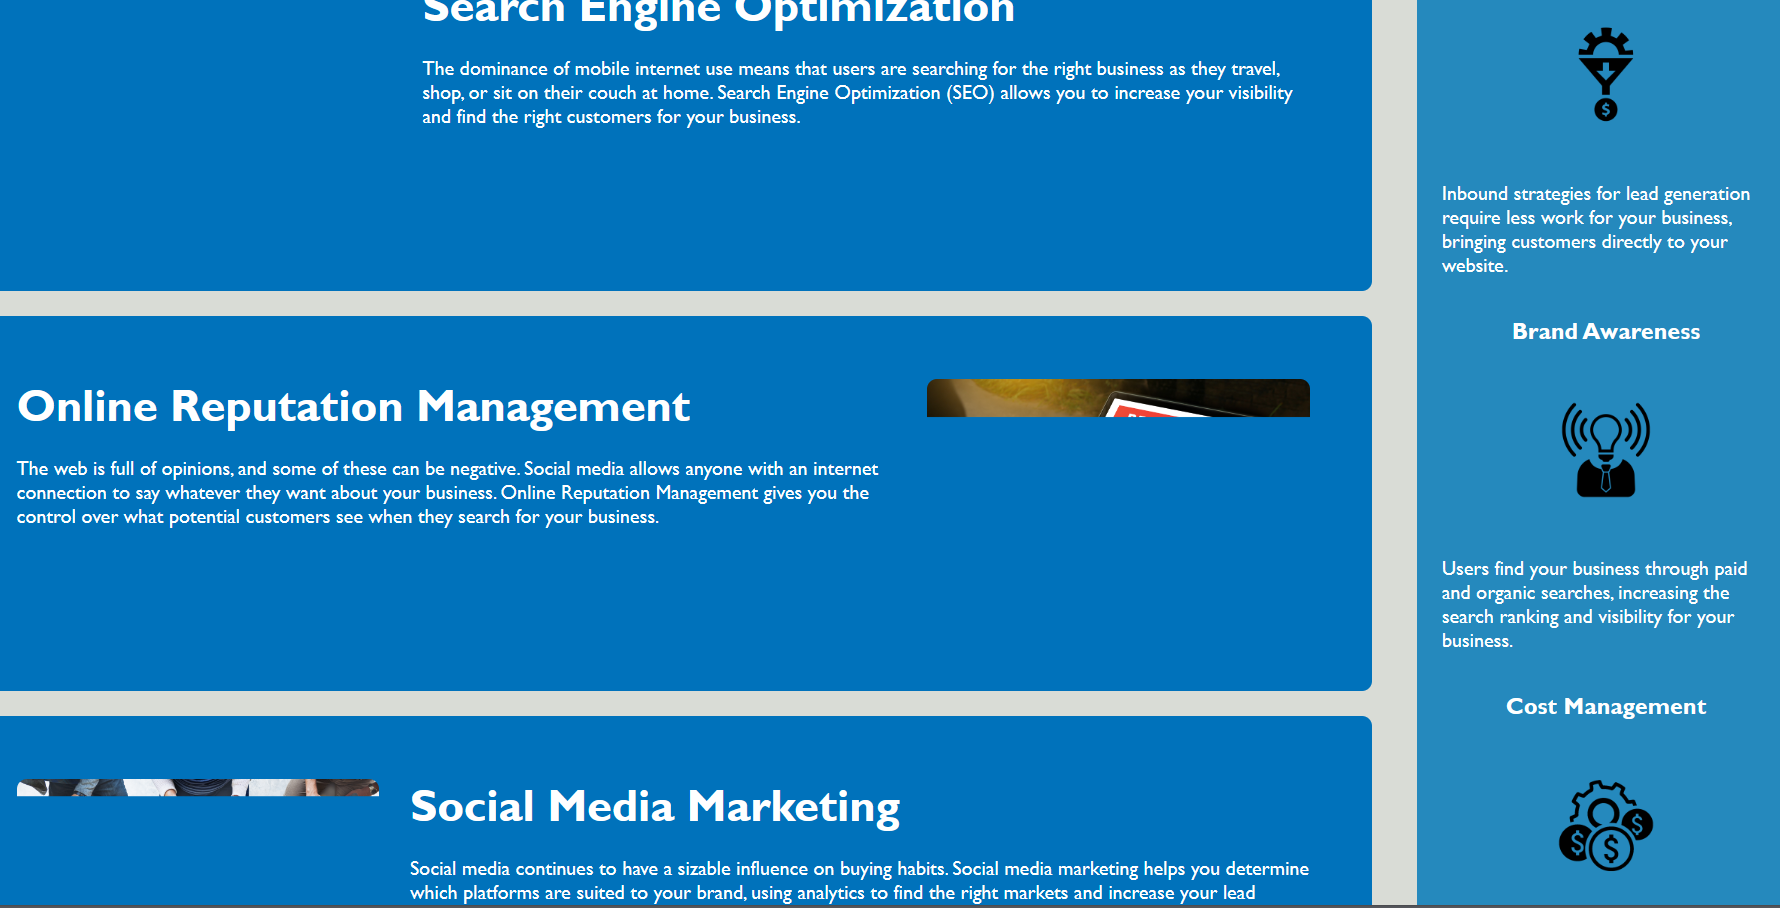 Search Engine Optimization
The dominance of mobile internet use means that users are searching for the right business as they travel,
shop, or sit on their couch at home. Search Engine Optimization (SEO) allows you to increase your visibility
and find the right customers for your business.
Online Reputation Management
The web is full of opinions, and some of these can be negative. Social media allows anyone with an internet
connection to say whatever they want about your business. Online Reputation Management gives you the
control over what potential customers see when they search for your business.
Social Media Marketing
Social media continues to have a sizable influence on buying habits. Social media marketing helps you determine
which platforms are suited to your brand, using analytics to find the right markets and increase your lead
$
Inbound strategies for lead generation
require less work for your business,
bringing customers directly to your
website.
Brand Awareness
Users find your business through paid
and organic searches, increasing the
search ranking and visibility for your
business.
Cost Management
$ $ $